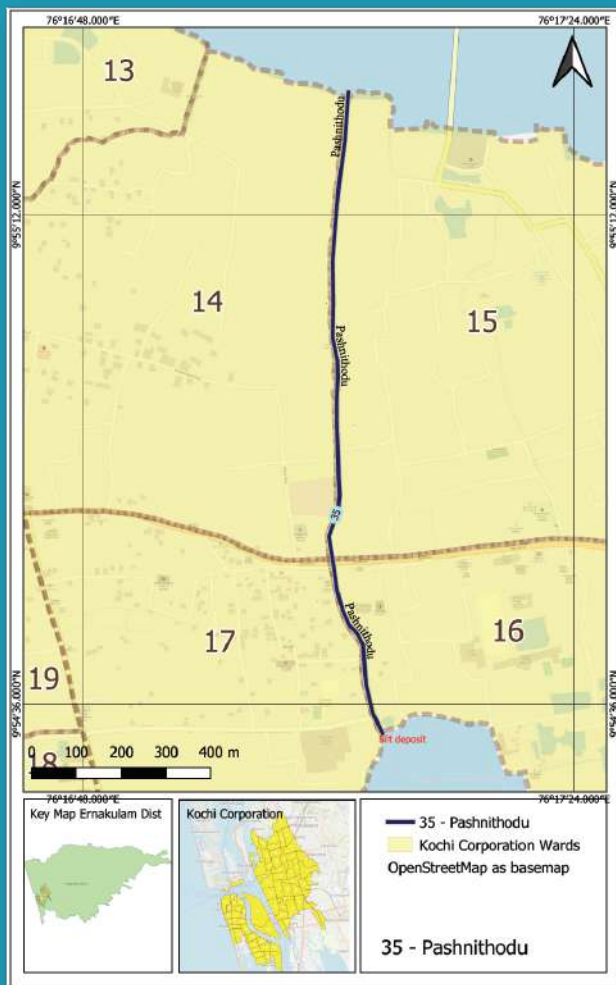 76°16'48.000"E
76°17'24.000"E
13
Pashnithodu
9°55'12.000"N
9°55'12.000"N
14
15
Pashnithodu
35
Pashnithodu
17
16
19
9°54'36.000"N
9°54'36.000"N
Silt deposit
18
0 100 200 300 400 m
76°16'48.000"E
76°17'24.000"E
Key Map Ernakulam Dist
Kochi Corporation
35 - Pashnithodu
Kochi Corporation Wards
OpenStreetMap as basemap
35 - Pashnithodu